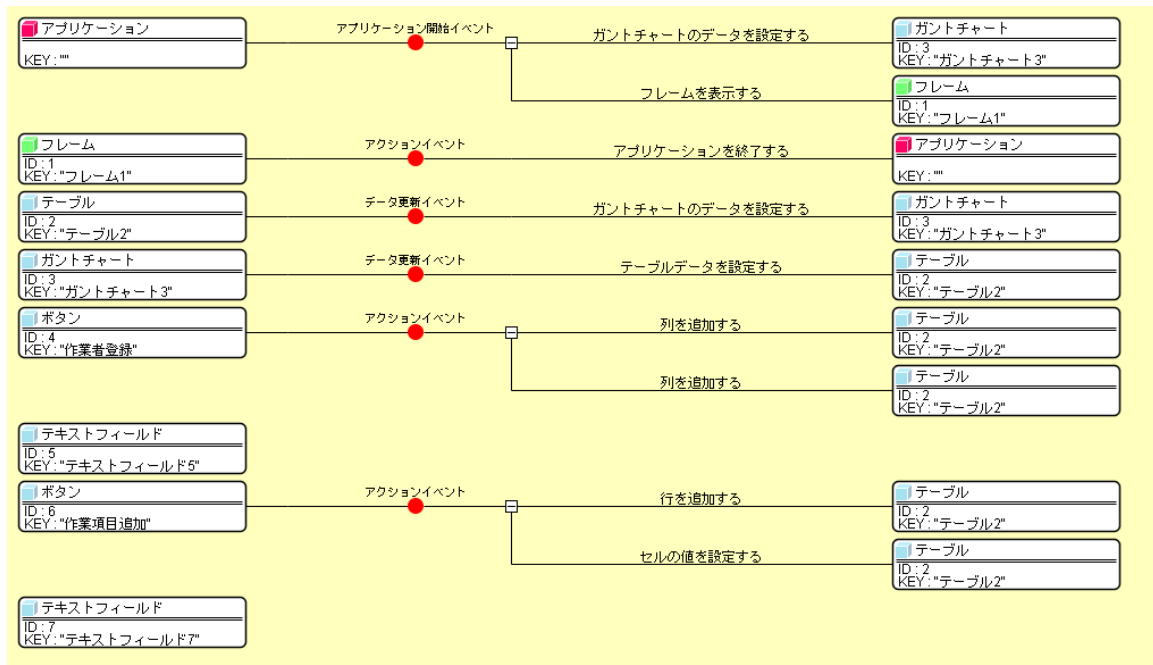 アプリケーション
KEY : ""
アプリケーション開始イベント
ガントチャートのデータを設定する
ガントチャート
ID : 3
KEY : "ガントチャート3"
フレームを表示する
フレーム
ID : 1
KEY : "フレーム1"
フレーム
ID : 1
KEY : "フレーム1"
アクションイベント
アプリケーションを終了する
アプリケーション
KEY : ""
テーブル
ID : 2
KEY : "テーブル2"
データ更新イベント
ガントチャートのデータを設定する
ガントチャート
ID : 3
KEY : "ガントチャート3"
ガントチャート
ID : 3
KEY : "ガントチャート3"
データ更新イベント
テーブルデータを設定する
テーブル
ID : 2
KEY : "テーブル2"
ボタン
ID : 4
KEY : "作業者登録"
アクションイベント
列を追加する
テーブル
ID : 2
KEY : "テーブル2"
列を追加する
テーブル
ID : 2
KEY : "テーブル2"
テキストフィールド
ID : 5
KEY : "テキストフィールド5"
ボタン
ID : 6
KEY : "作業項目追加"
アクションイベント
行を追加する
テーブル
ID : 2
KEY : "テーブル2"
セルの値を設定する
テーブル
ID : 2
KEY : "テーブル2"
テキストフィールド
ID : 7
KEY : "テキストフィールド7"